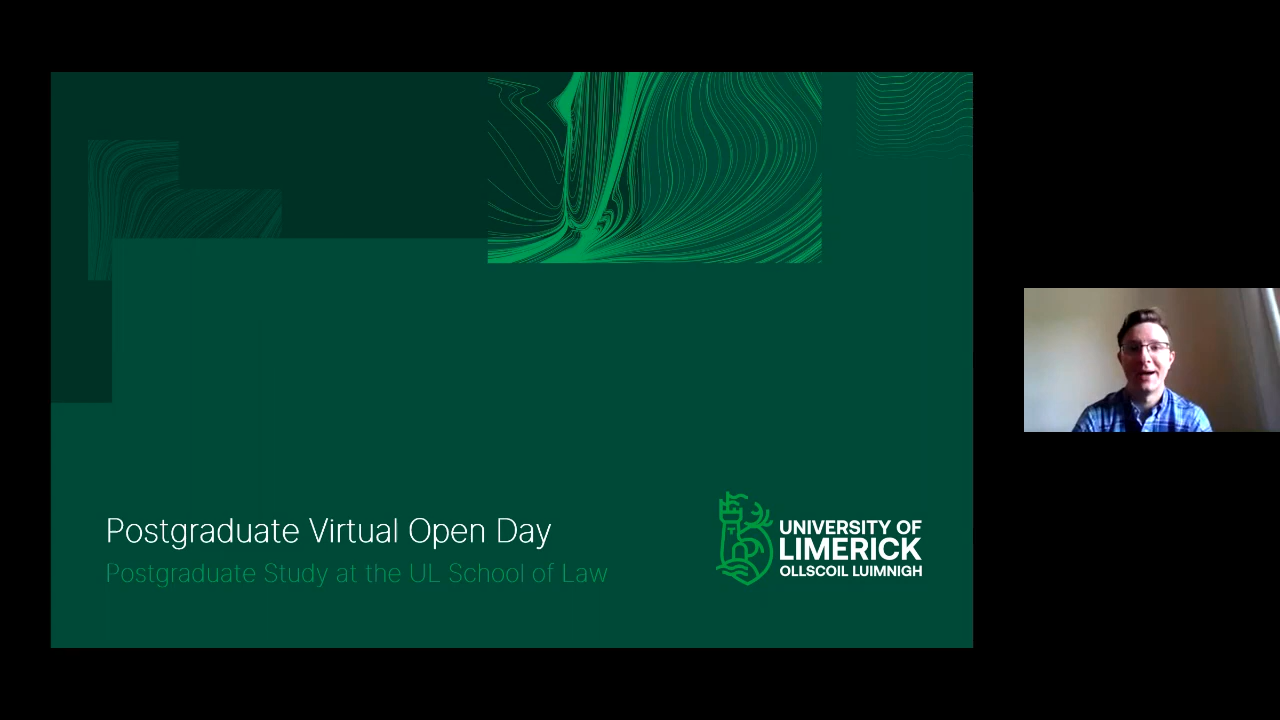 Postgraduate Virtual Open Day
Postgraduate Study at the UL School of Law
UNIVERSITY OF
LIMERICK
OLLSCOIL LUIMNIGH